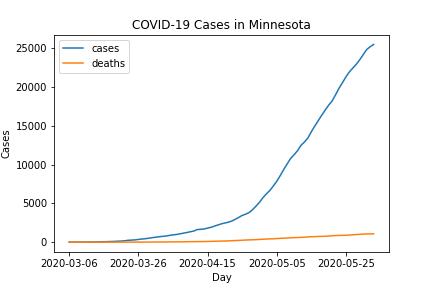 COVID-19 Cases in Minnesota
cases
deaths
25000
20000
15000
10000
5000
0
Cases
2020-03-06 2020-03-26 2020-04-15 2020-05-05 2020-05-25
Day